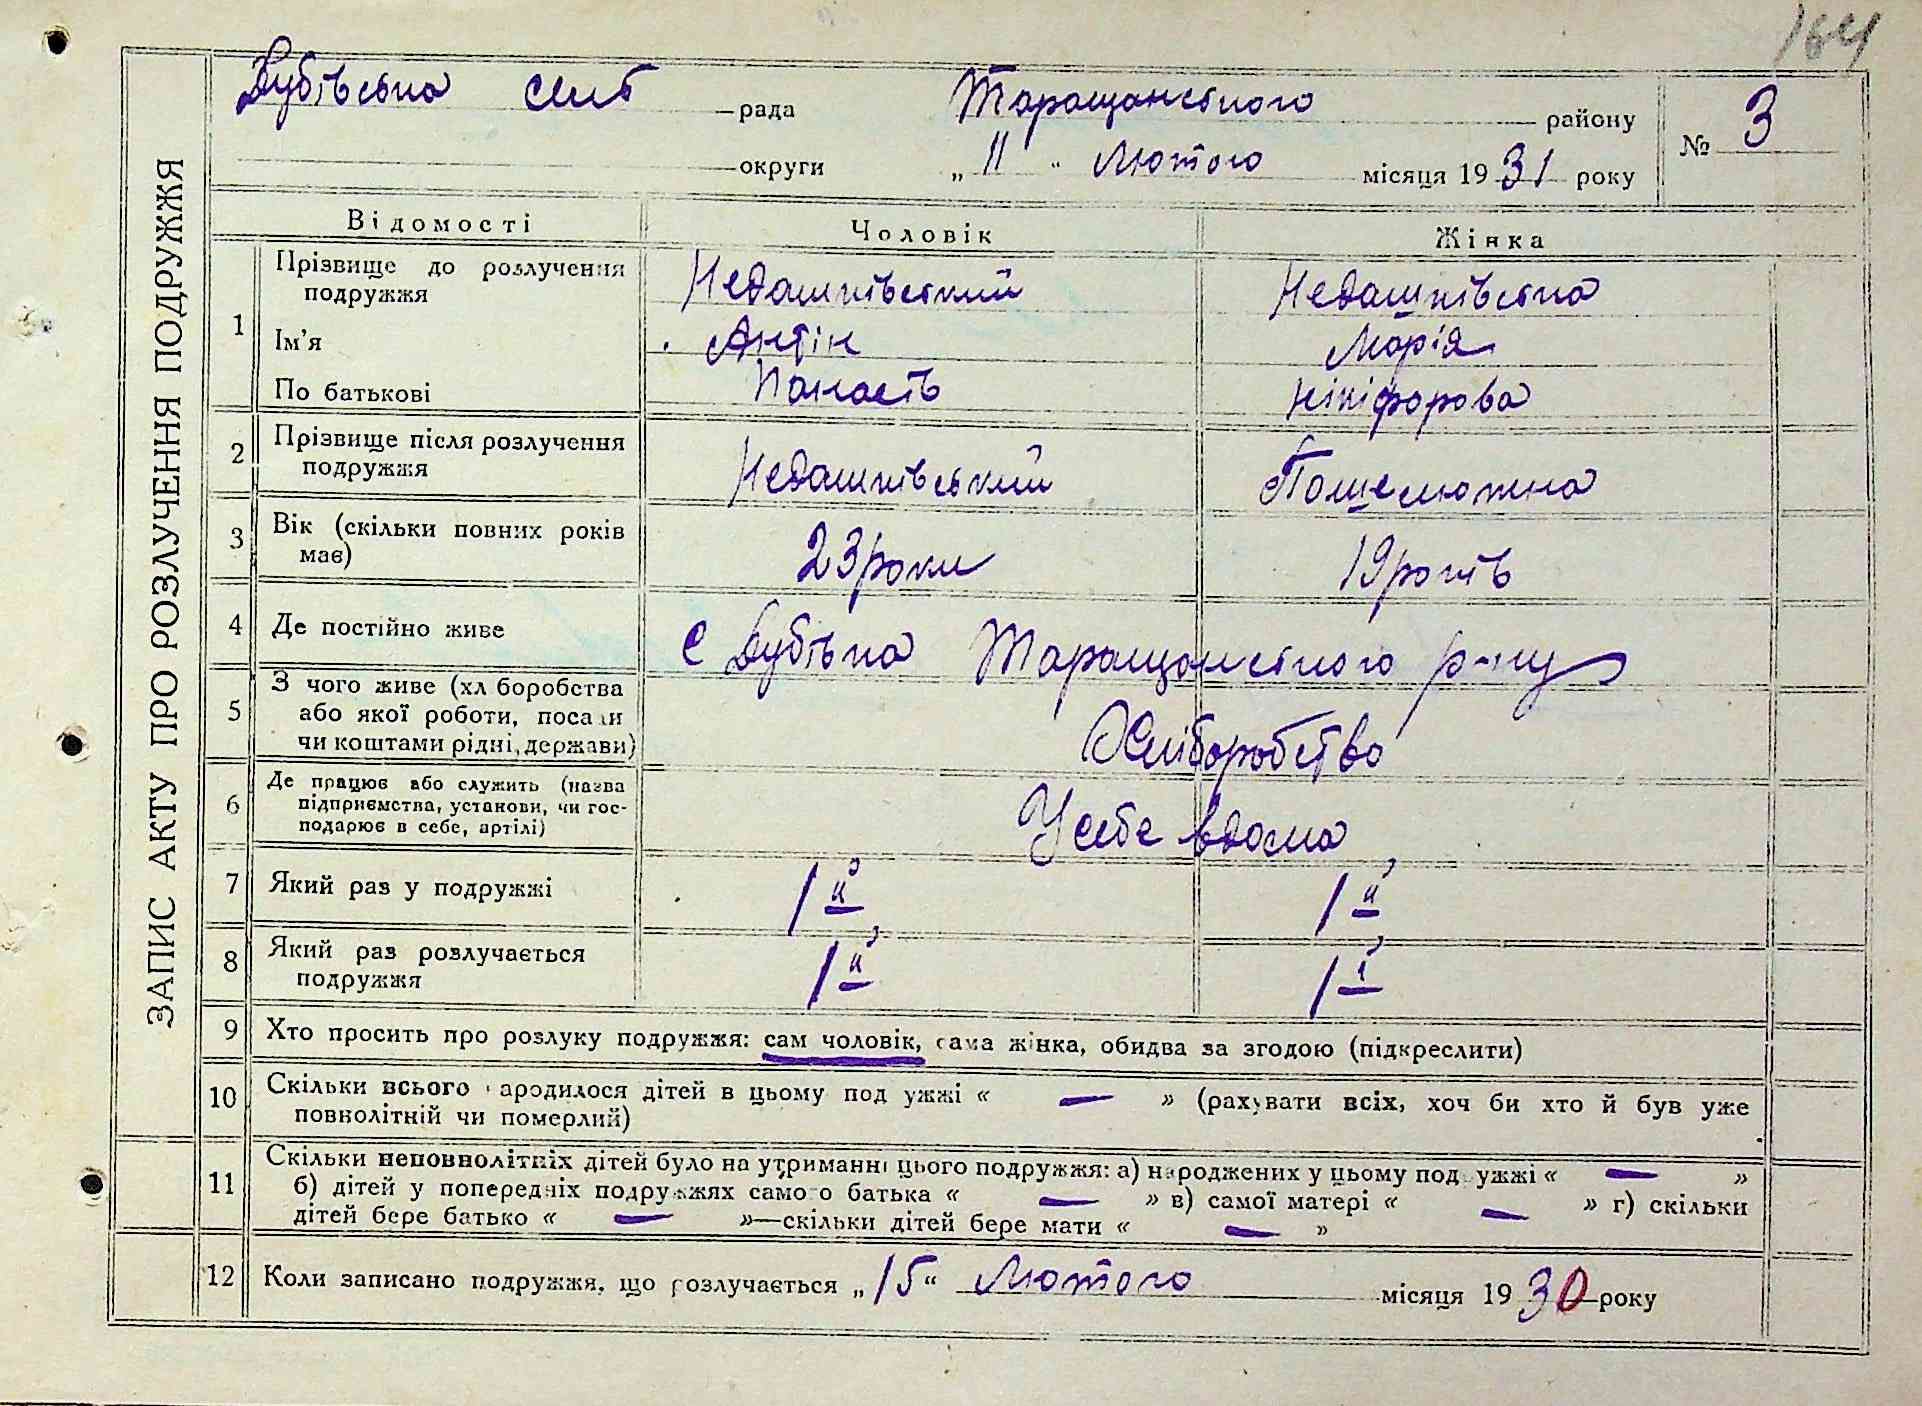 164
Дубівська сільб рада Таращанського району № 3
округи „ 11 “ Лютого місяця 1931 року
ЗАПИС АКТУ ПРО РОЗЛУЧЕННЯ ПОДРУЖЖЯ
Відомості Чоловік Жінка
1 Прізвище до розлучення подружжя Недашківський Недашківська
Ім'я Антін Марія
По батькові Панасів Нікіфорова
2 Прізвище після розлучення подружжя Недашківський
3 Вік (скільки повних років має) 23 роки 19 років
4 Де постійно живе с Дубівка Таращанського р-ну
5 З чого живе (хл боробства
або якої роботи, посади
чи коштами рідні, держави) Хліборобство
6 Де працює або служить (назва
підприємства, установи, чи гос-
подарює в себе, артілі) У себе вдома
7 Який раз у подружжі 1й 1й
8 Який раз розлучається
подружжя 1й 1й
9 Хто просить про розлуку подружжя: сам чоловік, сама жінка, обидва за згодою (підкреслити)
10 Скільки всього народилося дітей в цьому подружжі « — » (рахувати всіх, хоч би хто й був уже
повнолітній чи померлий)
11 Скільки неповнолітніх дітей було на утриманні цього подружжя: а) народжених у цьому подружжі « — »
б) дітей у попередніх подружжях самого батька « — » в) самої матері « — » г) скільки
дітей бере батько « — »—скільки дітей бере мати « — »
12 Коли записано подружжя, що розлучається „ 15 “ Лютого місяця 1930 року